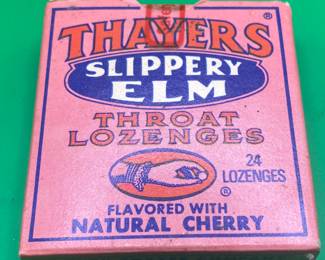 THAYERS®
SLIPPERY
ELM
THROAT
LOZENGES
24
LOZENGES
®
FLAVORED WITH
NATURAL CHERRY